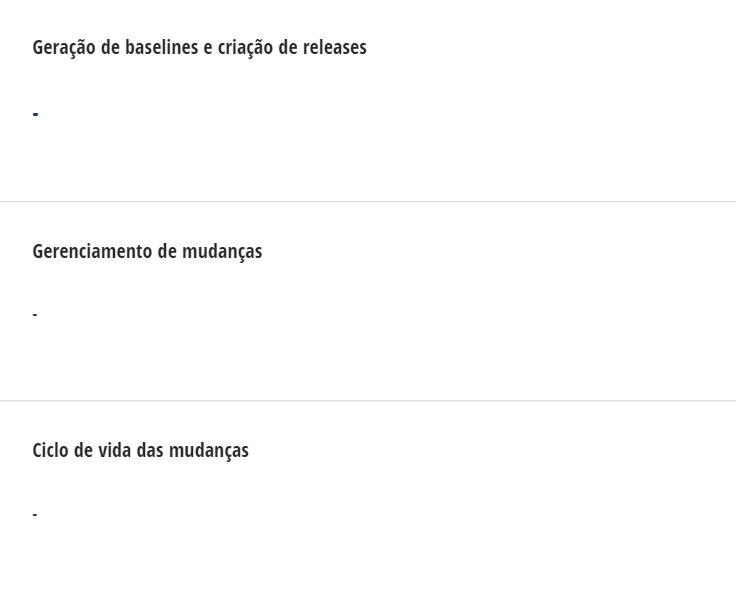 Geração de baselines e criação de releases
-
Gerenciamento de mudanças
-
Ciclo de vida das mudanças
-